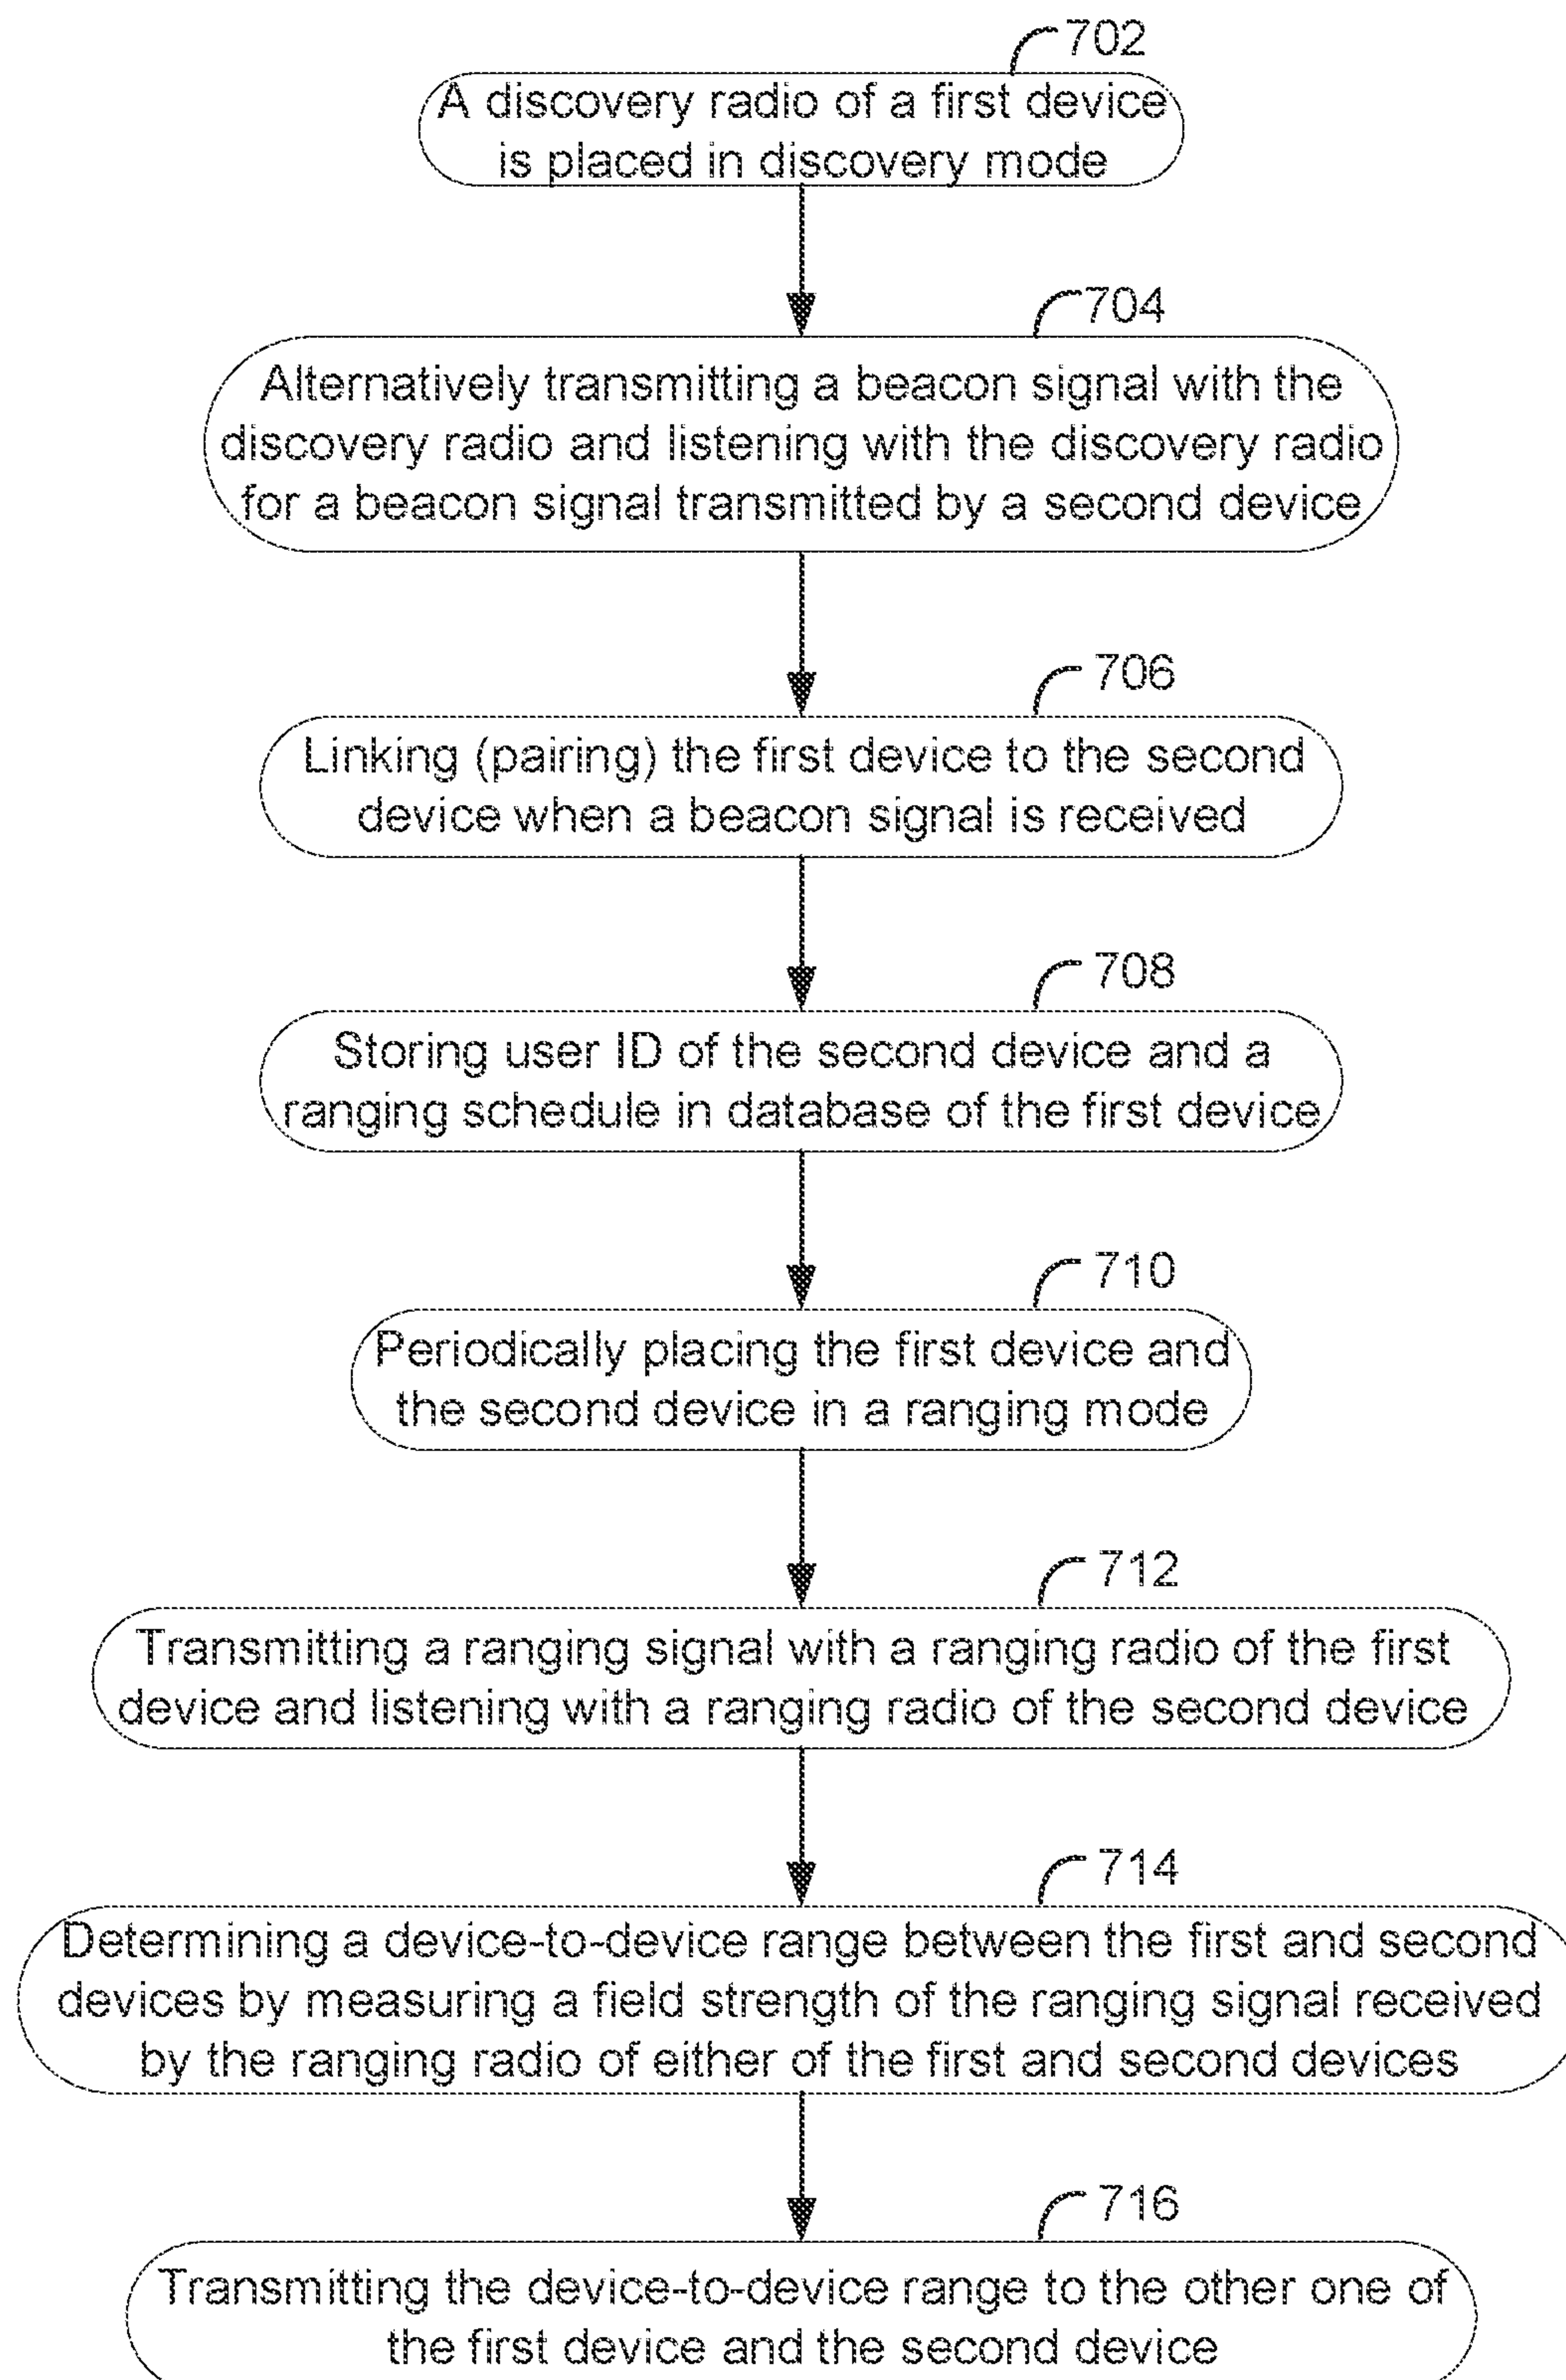 702
A discovery radio of a first device
is placed in discovery mode
704
Alternatively transmitting a beacon signal with the
discovery radio and listening with the discovery radio
for a beacon signal transmitted by a second device
706
Linking (pairing) the first device to the second
device when a beacon signal is received
708
Storing user ID of the second device and a
ranging schedule in database of the first device
710
Periodically placing the first device and
the second device in a ranging mode
712
Transmitting a ranging signal with a ranging radio of the first
device and listening with a ranging radio of the second device
714
Determining a device-to-device range between the first and second
devices by measuring a field strength of the ranging signal received
by the ranging radio of either of the first and second devices
716
Transmitting the device-to-device range to the other one of
the first device and the second device